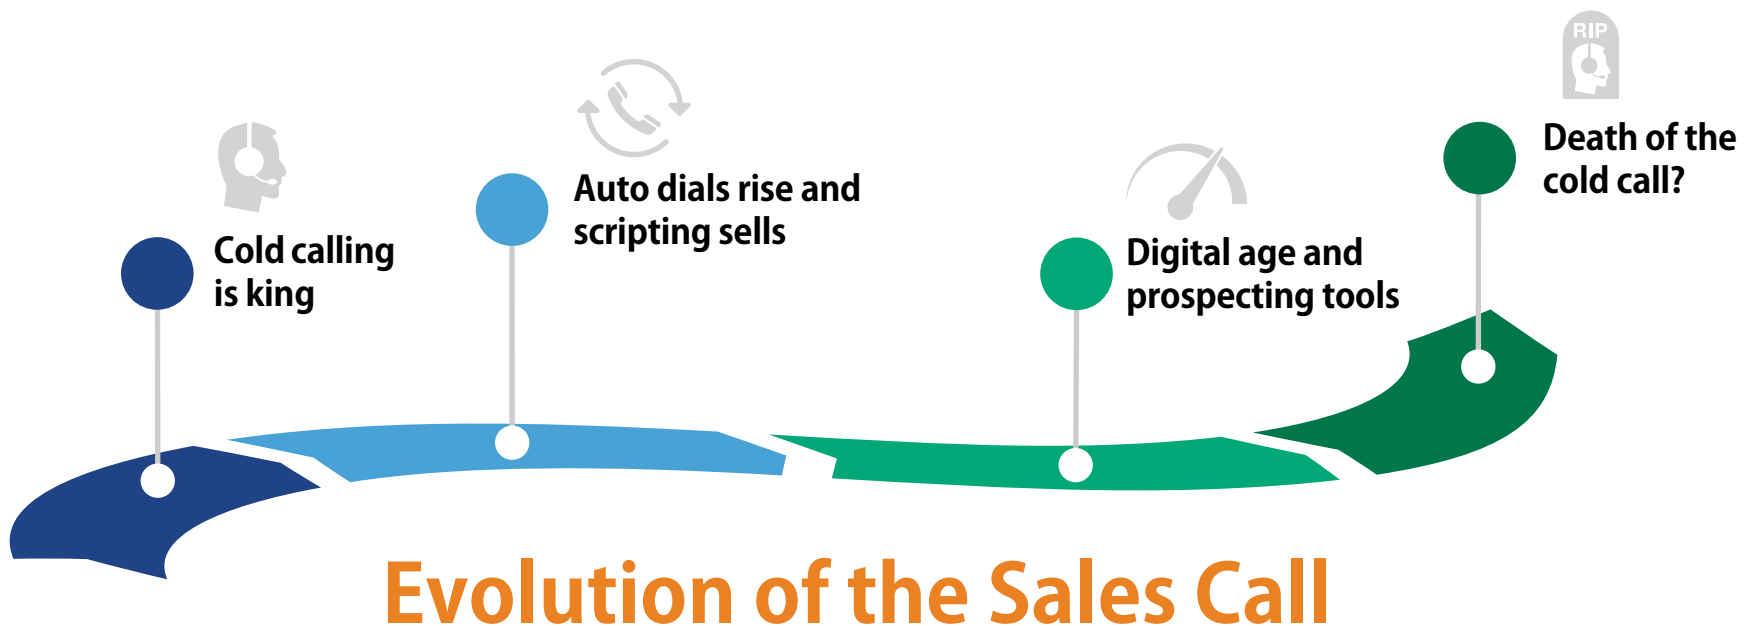 RIP
Death of the
cold call?
Auto dials rise and
scripting sells
Cold calling
is king
Digital age and
prospecting tools
Evolution of the Sales Call